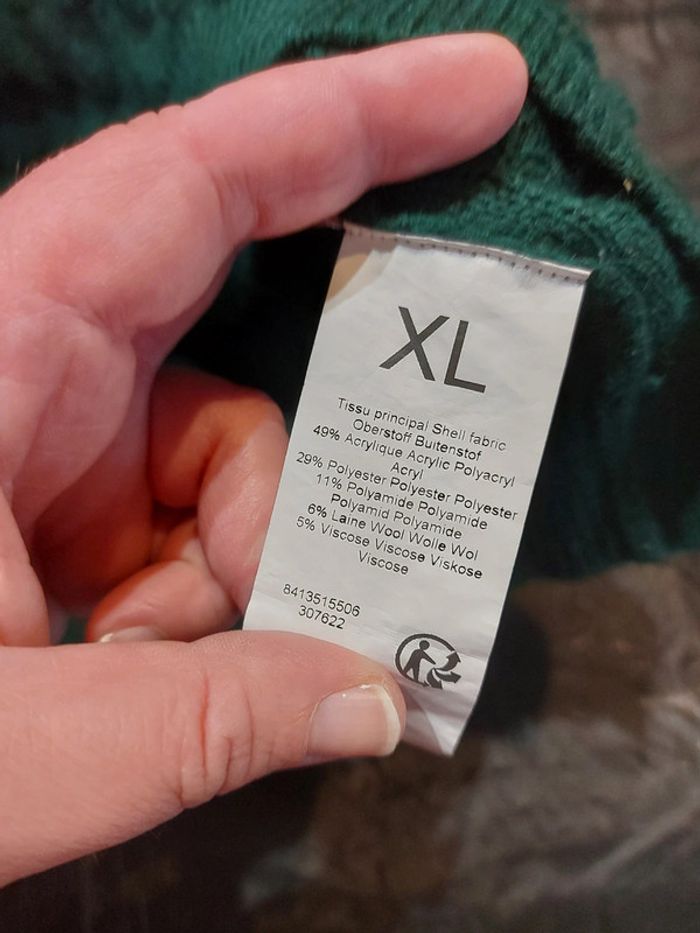 XL
Tissu principal Shell fabric
Oberstoff Buitenstof
49% Acrylique Acrylic Polyacryl
Acryl
29% Polyester Polyester Polyester
11% Polyamide Polyamide
Polyamid Polyamide
6% Laine Wool Wolle Wol
5% Viscose Viscose Viskose
Viscose
8413515506
307622